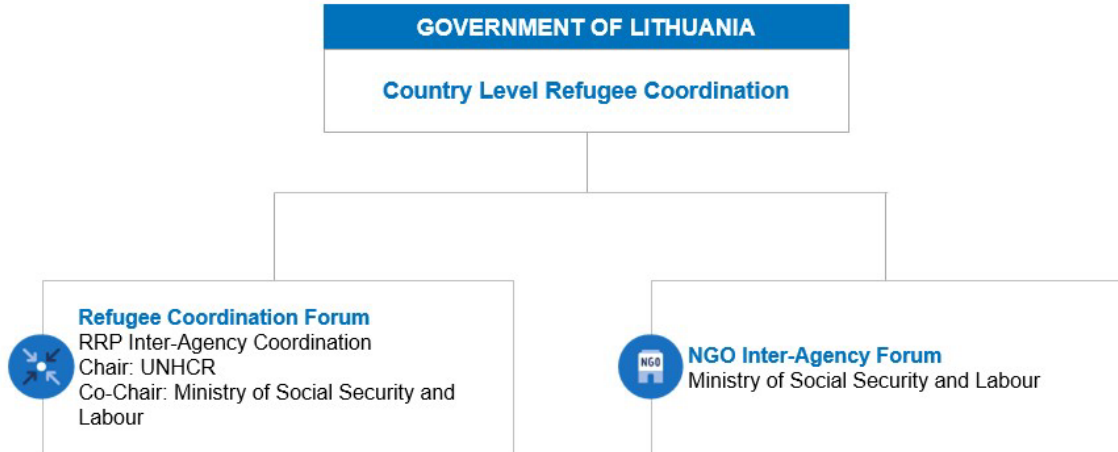 GOVERNMENT OF LITHUANIA
Country Level Refugee Coordination
Refugee Coordination Forum
RRP Inter-Agency Coordination
Chair: UNHCR
Co-Chair: Ministry of Social Security and
Labour
NGO
NGO Inter-Agency Forum
Ministry of Social Security and Labour